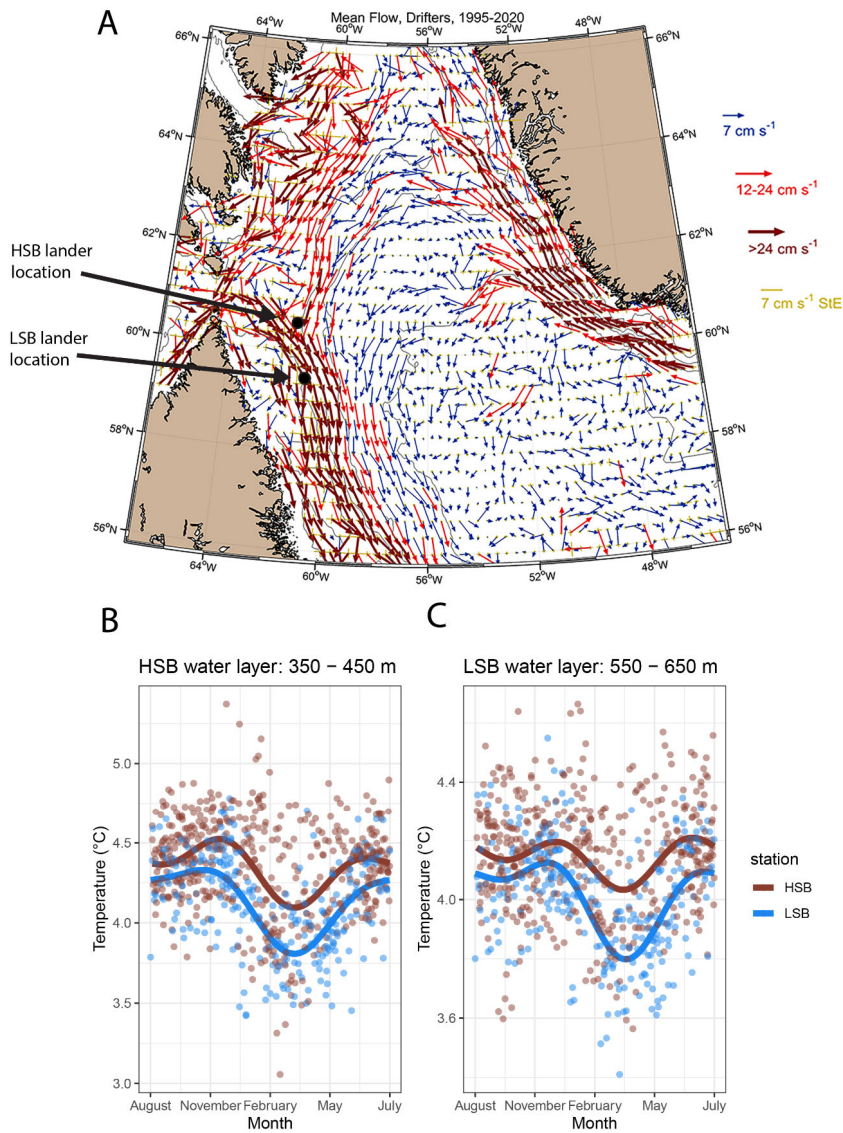 A
Mean Flow, Drifters, 1995-2020
64°W 60°W 56°W 52°W 48°W
66°N 66°N
64°N 64°N
7 cm s⁻¹
12-24 cm s⁻¹
HSB lander
location
62°N 62°N
>24 cm s⁻¹
7 cm s⁻¹ StE
LSB lander
location
60°N 60°N
58°N 58°N
56°N 56°N
64°W 60°W 56°W 52°W 48°W
B
HSB water layer: 350 – 450 m
Temperature (°C)
5.0
4.5
4.0
3.5
3.0
August November February May July
Month
C
LSB water layer: 550 – 650 m
Temperature (°C)
4.4
4.0
3.6
August November February May July
Month
station
HSB
LSB